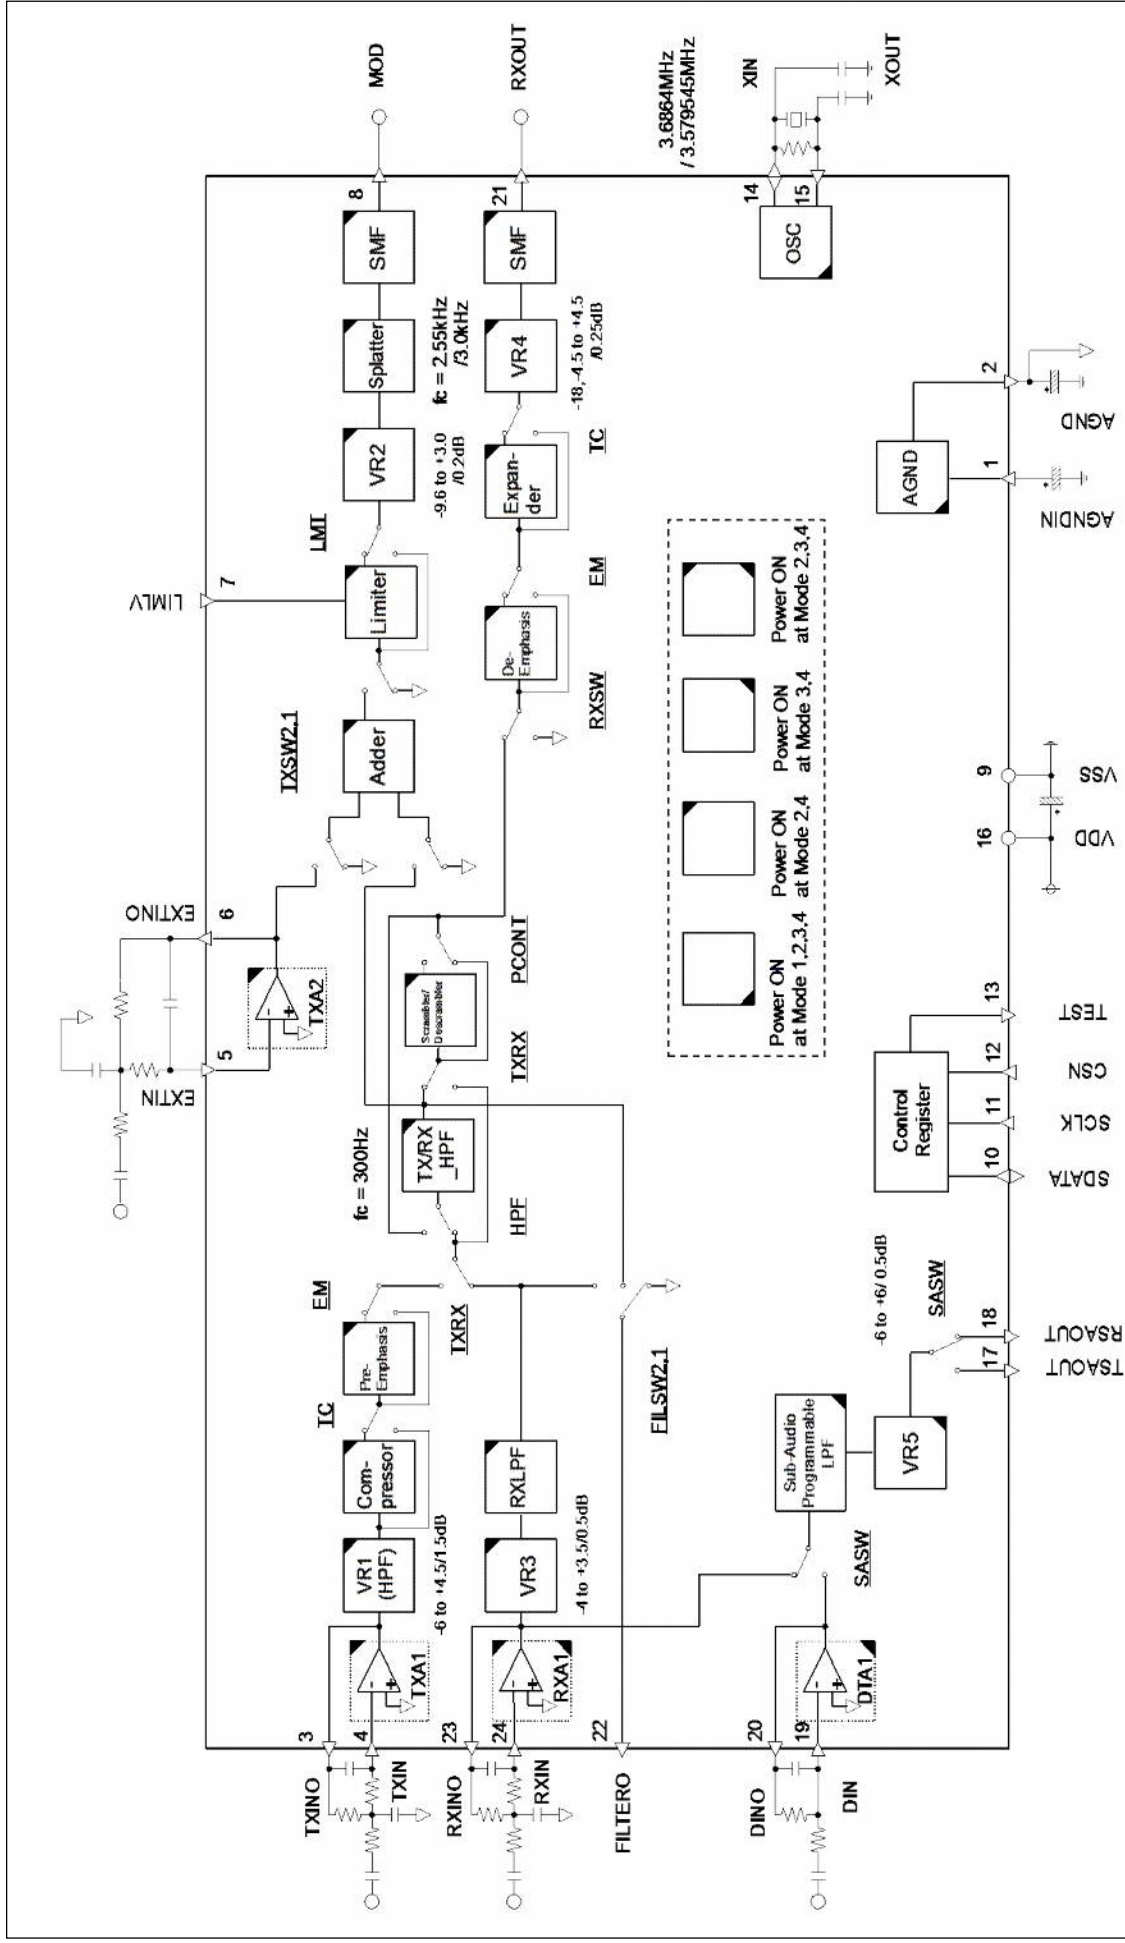 LIMLV
7
EXTINO
6
EXTIN
5
TXA2
TXSW2,1
LMI
TXINO
3
4
TXIN
TXA1
VR1
(HPF)
-6 to +4.5/1.5dB
Com-
pressor
TC
Pre-
Emphasis
EM
TXRX
fc = 300Hz
TX/RX
_HPF
HPF
TXRX
Scrambler/
Descrambler
PCONT
Adder
Limiter
VR2
-9.6 to +3.0
/0.2dB
Splatter
fc = 2.55kHz
/3.0kHz
SMF
8
MOD
RXINO
23
24
RXIN
RXA1
VR3
-4 to +3.5/0.5dB
RXLPF
RXSW
De-
Emphasis
EM
Expan-
der
TC
VR4
-18,-4.5 to +4.5
/0.25dB
SMF
21
RXOUT
FILTERO
22
FILSW2,1
DINO
20
19
DIN
DTA1
SASW
Sub-Audio
Programmable
LPF
VR5
-6 to +6/ 0.5dB
SASW
17
18
TSAOUT
RSAOUT
Power ON
at Mode 1,2,3,4
Power ON
at Mode 2,4
Power ON
at Mode 3,4
Power ON
at Mode 2,3,4
OSC
14
15
3.6864MHz
/ 3.579545MHz
XIN
XOUT
Control
Register
10
11
12
13
SDATA
SCLK
CSN
TEST
16
9
VDD
VSS
AGND
1
2
AGNDIN
AGND